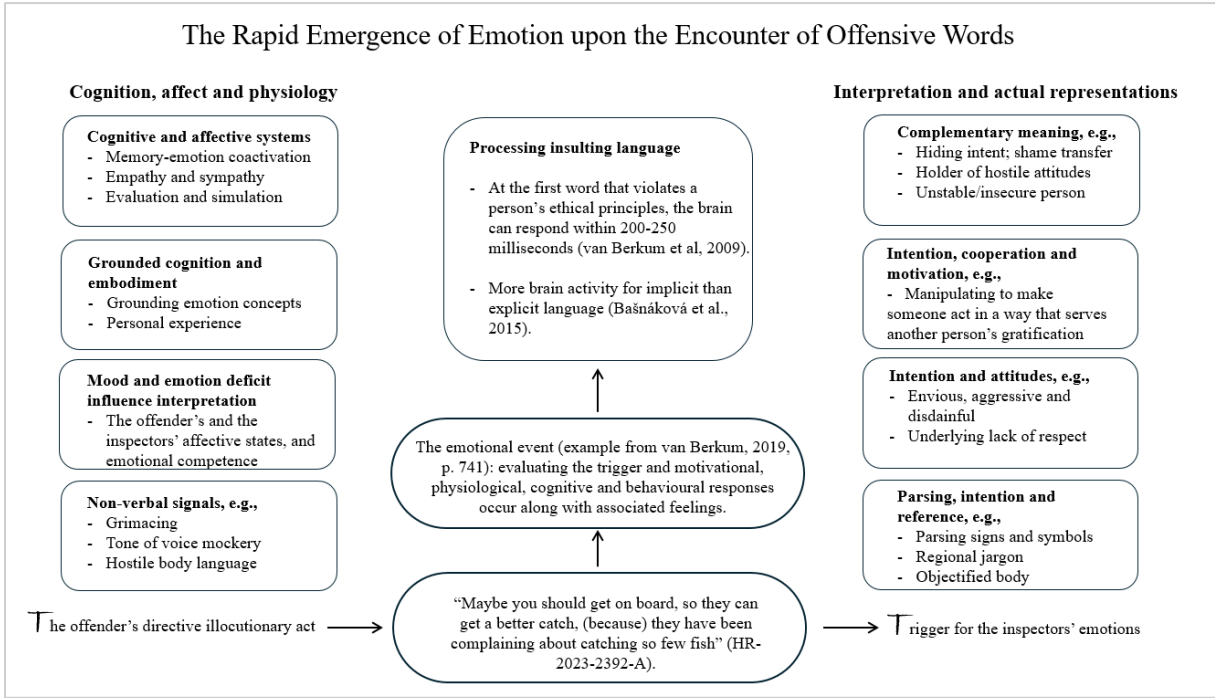 The Rapid Emergence of Emotion upon the Encounter of Offensive Words
Cognition, affect and physiology
Cognitive and affective systems
- Memory-emotion coactivation
- Empathy and sympathy
- Evaluation and simulation
Grounded cognition and
embodiment
- Grounding emotion concepts
- Personal experience
Mood and emotion deficit
influence interpretation
- The offender's and the
inspectors' affective states, and
emotional competence
Non-verbal signals, e.g.,
- Grimacing
- Tone of voice mockery
- Hostile body language
The offender's directive illocutionary act
Processing insulting language
- At the first word that violates a
person's ethical principles, the brain
can respond within 200-250
milliseconds (van Berkum et al, 2009).
- More brain activity for implicit than
explicit language (Bašnáková et al.,
2015).
The emotional event (example from van Berkum, 2019,
p. 741): evaluating the trigger and motivational,
physiological, cognitive and behavioural responses
occur along with associated feelings.
“Maybe you should get on board, so they can
get a better catch, (because) they have been
complaining about catching so few fish” (HR-
2023-2392-A).
Interpretation and actual representations
Complementary meaning, e.g.,
- Hiding intent; shame transfer
- Holder of hostile attitudes
- Unstable/insecure person
Intention, cooperation and
motivation, e.g.,
- Manipulating to make
someone act in a way that serves
another person's gratification
Intention and attitudes, e.g.,
- Envious, aggressive and
disdainful
- Underlying lack of respect
Parsing, intention and
reference, e.g.,
- Parsing signs and symbols
- Regional jargon
- Objectified body
Trigger for the inspectors' emotions